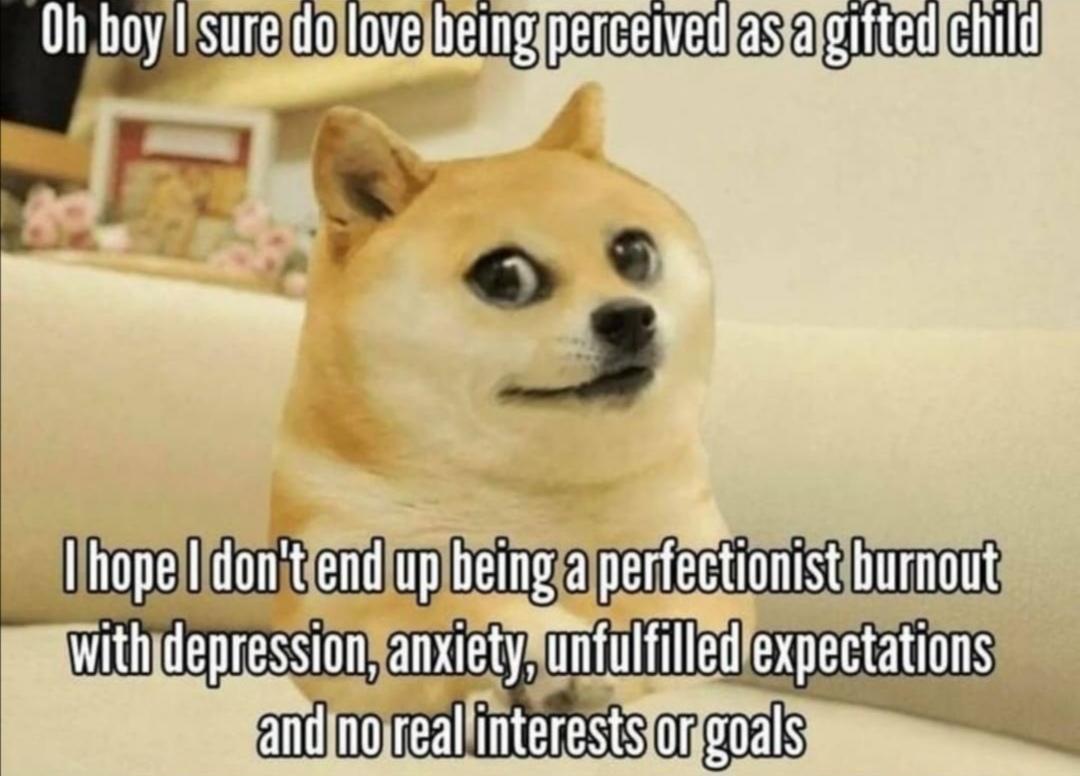 Oh boy I sure do love being perceived as a gifted child
I hope I don't end up being a perfectionist burnout
with depression, anxiety, unfulfilled expectations
and no real interests or goals